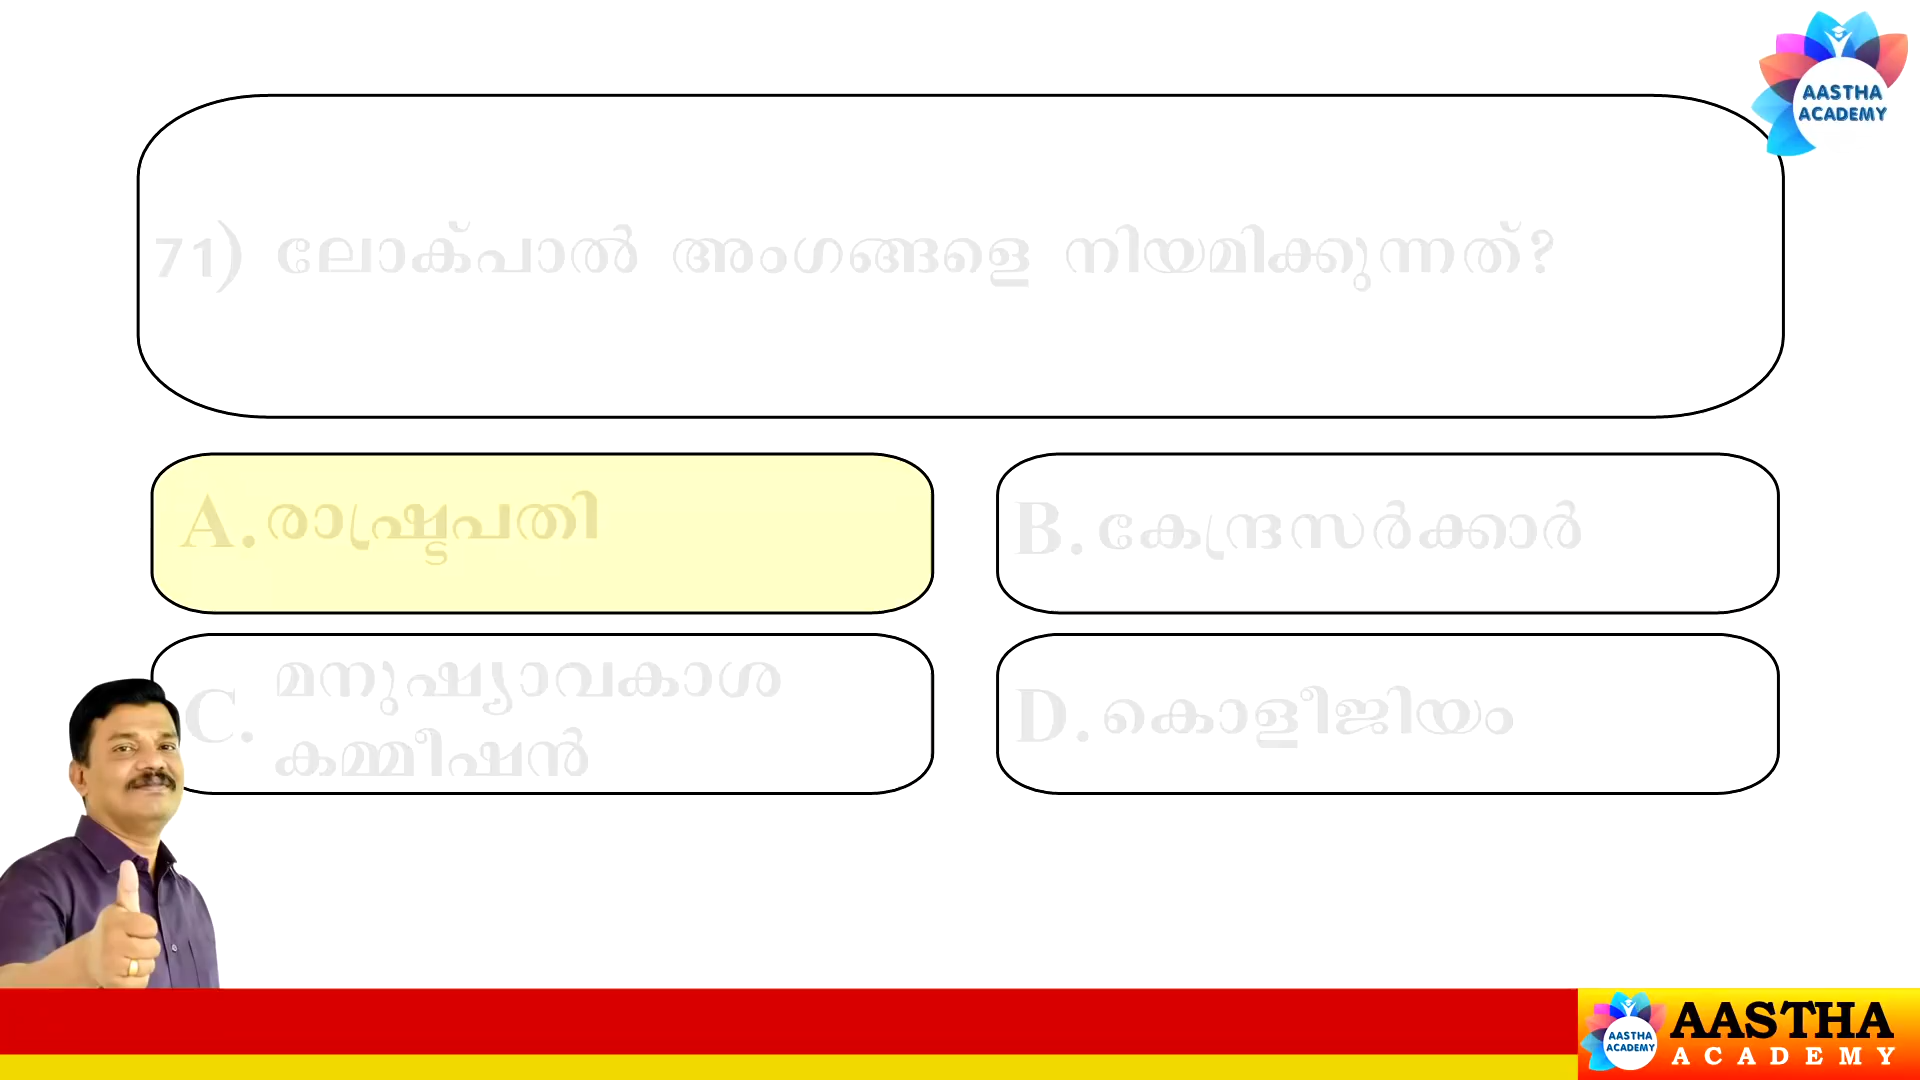 AASTHA
ACADEMY
71) ലോക്പാൽ അംഗങ്ങളെ നിയമിക്കുന്നത്?
A. രാഷ്ട്രപതി
B. കേന്ദ്രസർക്കാർ
C. മനുഷ്യാവകാശ
കമ്മീഷൻ
D. കൊളീജിയം
AASTHA
ACADEMY
AASTHA
ACADEMY